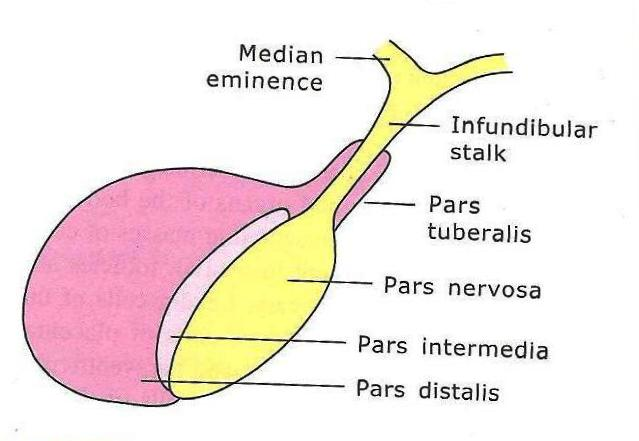 Median
eminence
Infundibular
stalk
Pars
tuberalis
Pars nervosa
Pars intermedia
Pars distalis